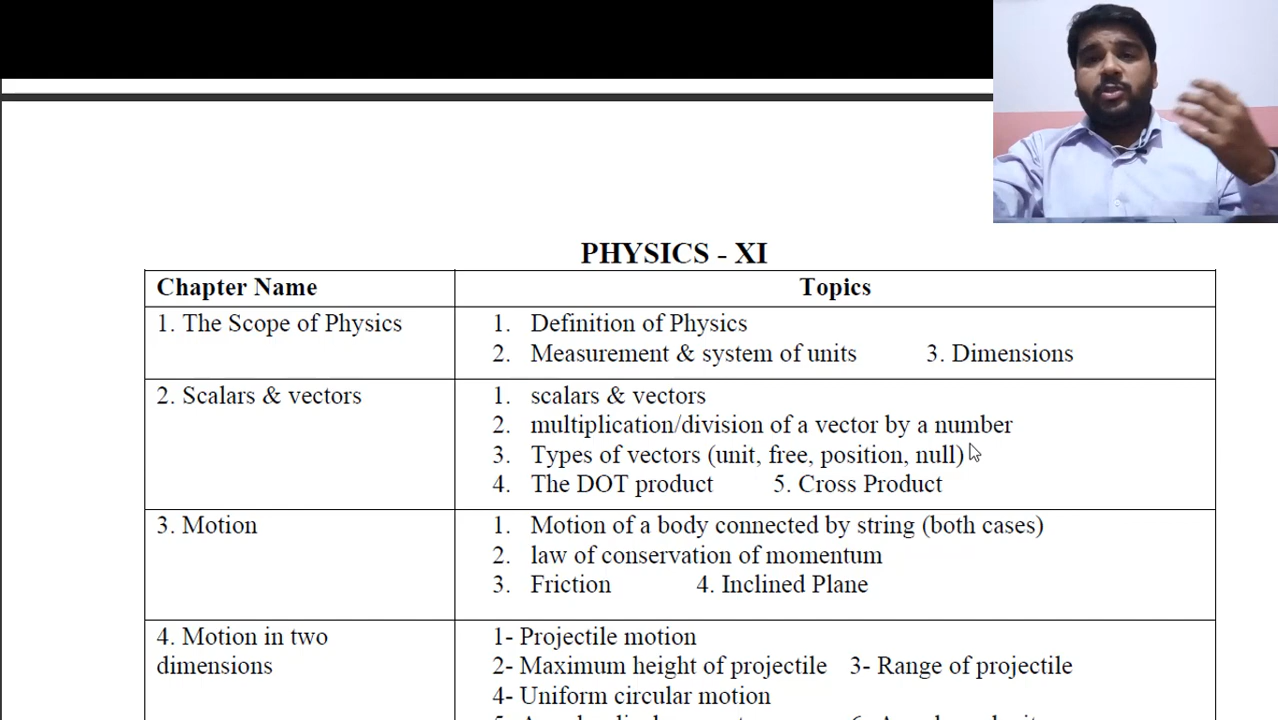 PHYSICS - XI
Chapter Name Topics
1. The Scope of Physics 1. Definition of Physics
2. Measurement & system of units 3. Dimensions
2. Scalars & vectors 1. scalars & vectors
2. multiplication/division of a vector by a number
3. Types of vectors (unit, free, position, null)
4. The DOT product 5. Cross Product
3. Motion 1. Motion of a body connected by string (both cases)
2. law of conservation of momentum
3. Friction 4. Inclined Plane
4. Motion in two 1- Projectile motion
dimensions 2- Maximum height of projectile 3- Range of projectile
4- Uniform circular motion